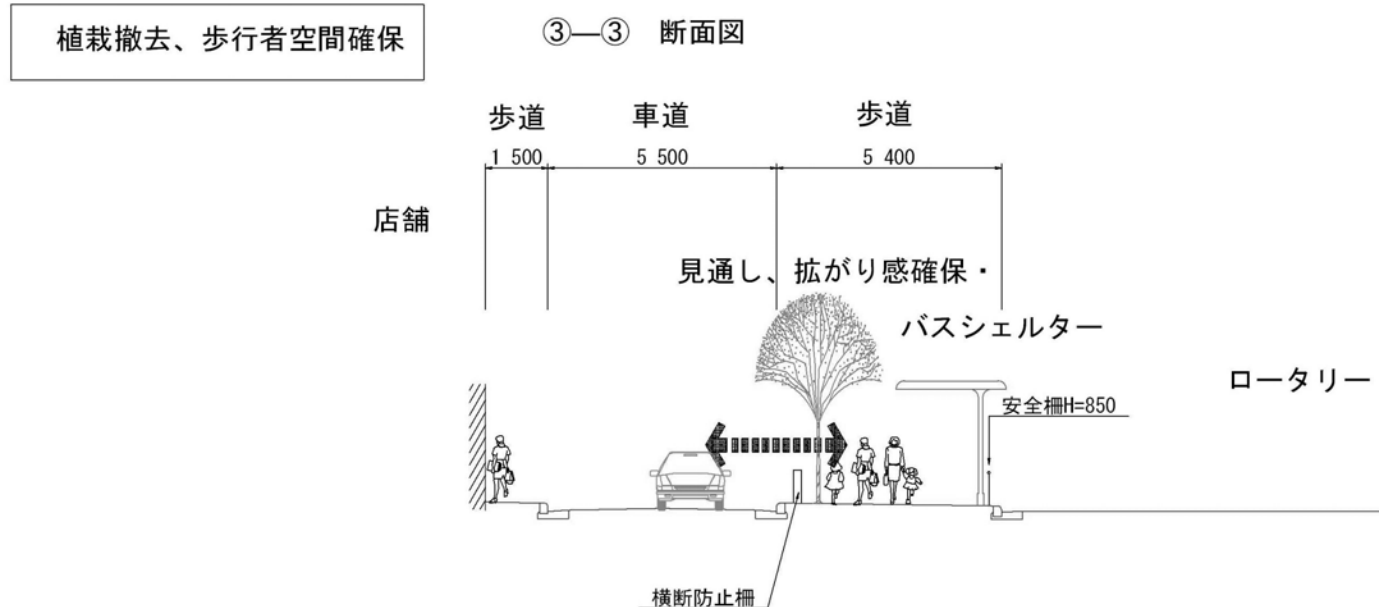 植栽撤去、歩行者空間確保
③―③　断面図
歩道　車道　歩道
1 500　5 500　5 400
店舗
見通し、拡がり感確保・
バスシェルター
ロータリー
安全柵H=850
横断防止柵